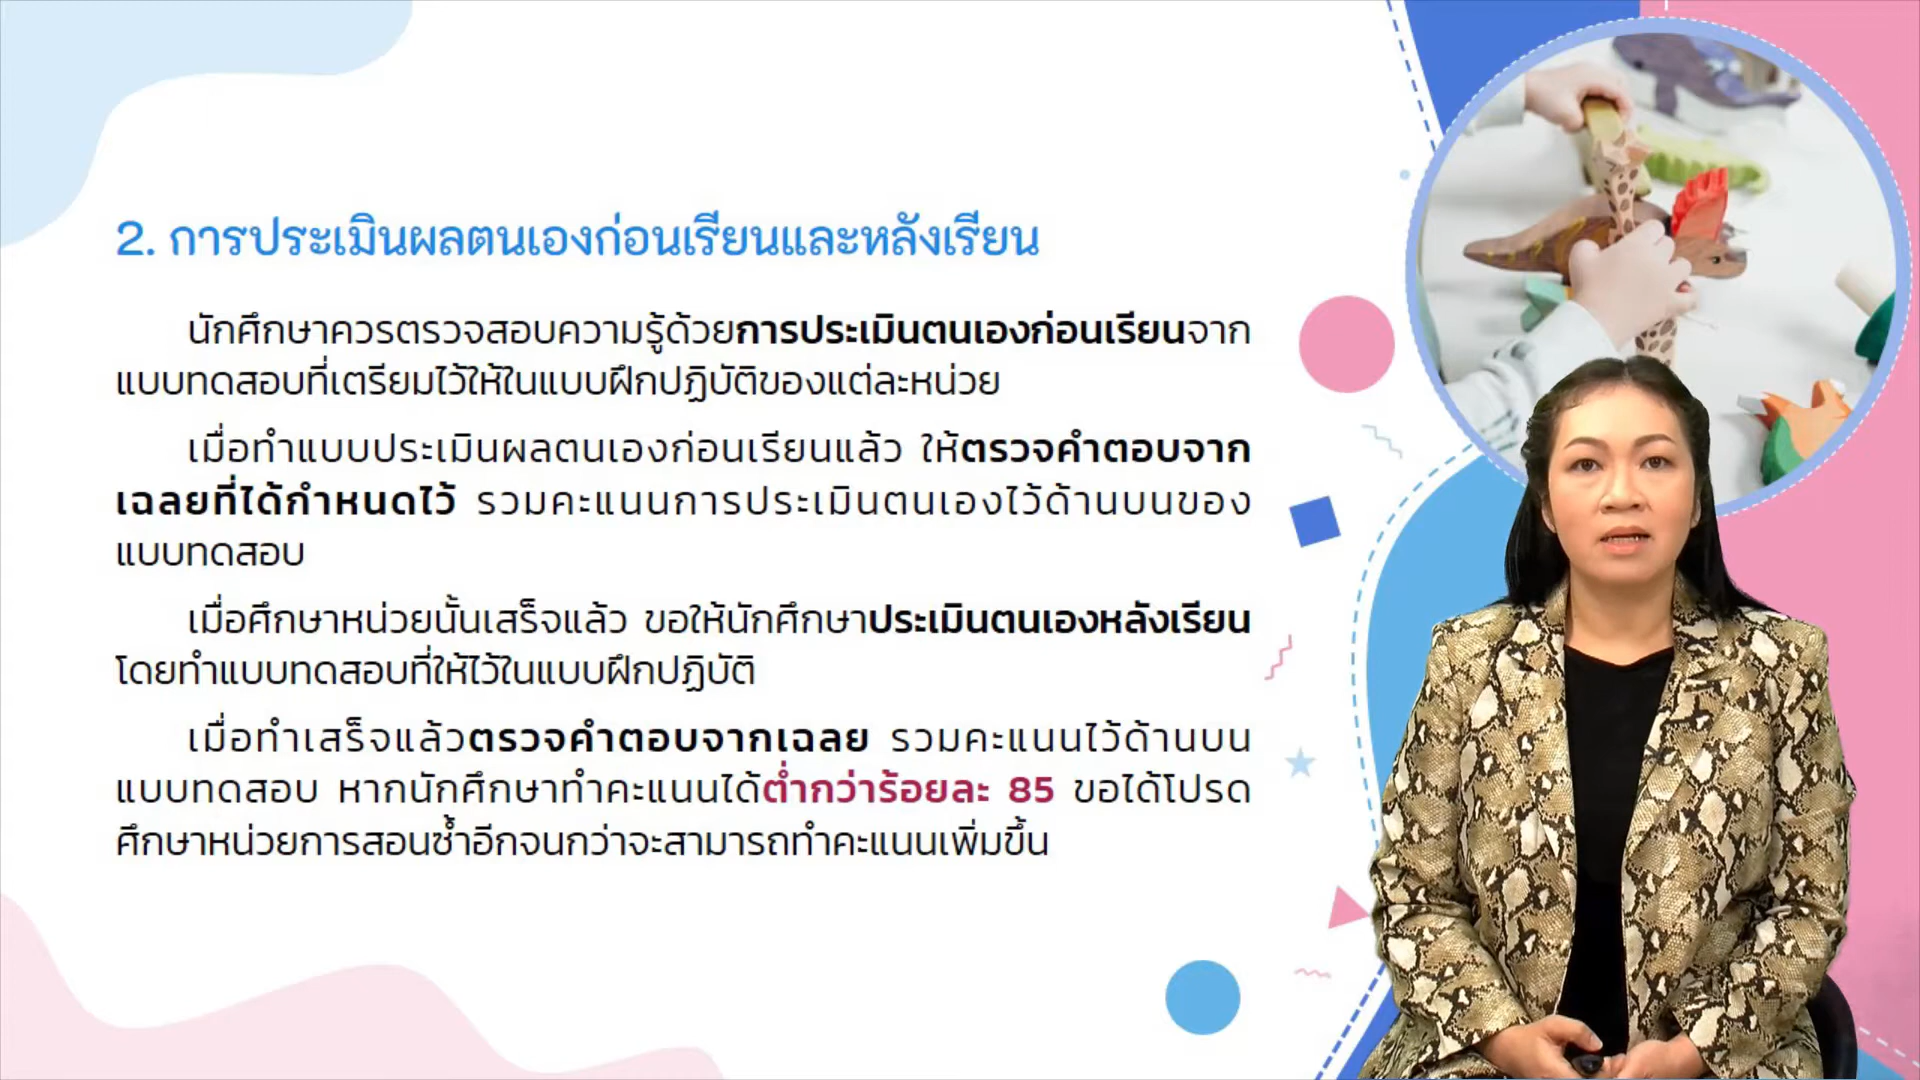 2. การประเมินผลตนเองก่อนเรียนและหลังเรียน
นักศึกษาควรตรวจสอบความรู้ด้วยการประเมินตนเองก่อนเรียนจาก
แบบทดสอบที่เตรียมไว้ให้ในแบบฝึกปฏิบัติของแต่ละหน่วย
เมื่อทำแบบประเมินผลตนเองก่อนเรียนแล้ว ให้ตรวจคำตอบจาก
เฉลยที่ได้กำหนดไว้ รวมคะแนนการประเมินตนเองไว้ด้านบนของ
แบบทดสอบ
เมื่อศึกษาหน่วยนั้นเสร็จแล้ว ขอให้นักศึกษาประเมินตนเองหลังเรียน
โดยทำแบบทดสอบที่ให้ไว้ในแบบฝึกปฏิบัติ
เมื่อทำเสร็จแล้วตรวจคำตอบจากเฉลย รวมคะแนนไว้ด้านบน
แบบทดสอบ หากนักศึกษาทำคะแนนได้ต่ำกว่าร้อยละ 85 ขอได้โปรด
ศึกษาหน่วยการสอนซ้ำอีกจนกว่าจะสามารถทำคะแนนเพิ่มขึ้น